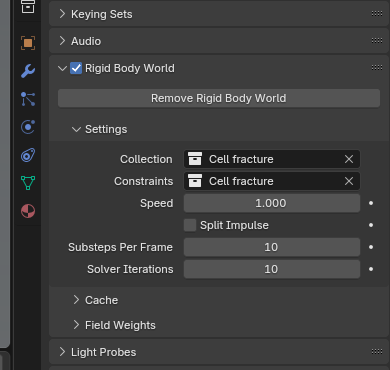 Keying Sets
Audio
Rigid Body World
Remove Rigid Body World
Settings
Collection Cell fracture
Constraints Cell fracture
Speed 1.000
Split Impulse
Substeps Per Frame 10
Solver Iterations 10
Cache
Field Weights
Light Probes